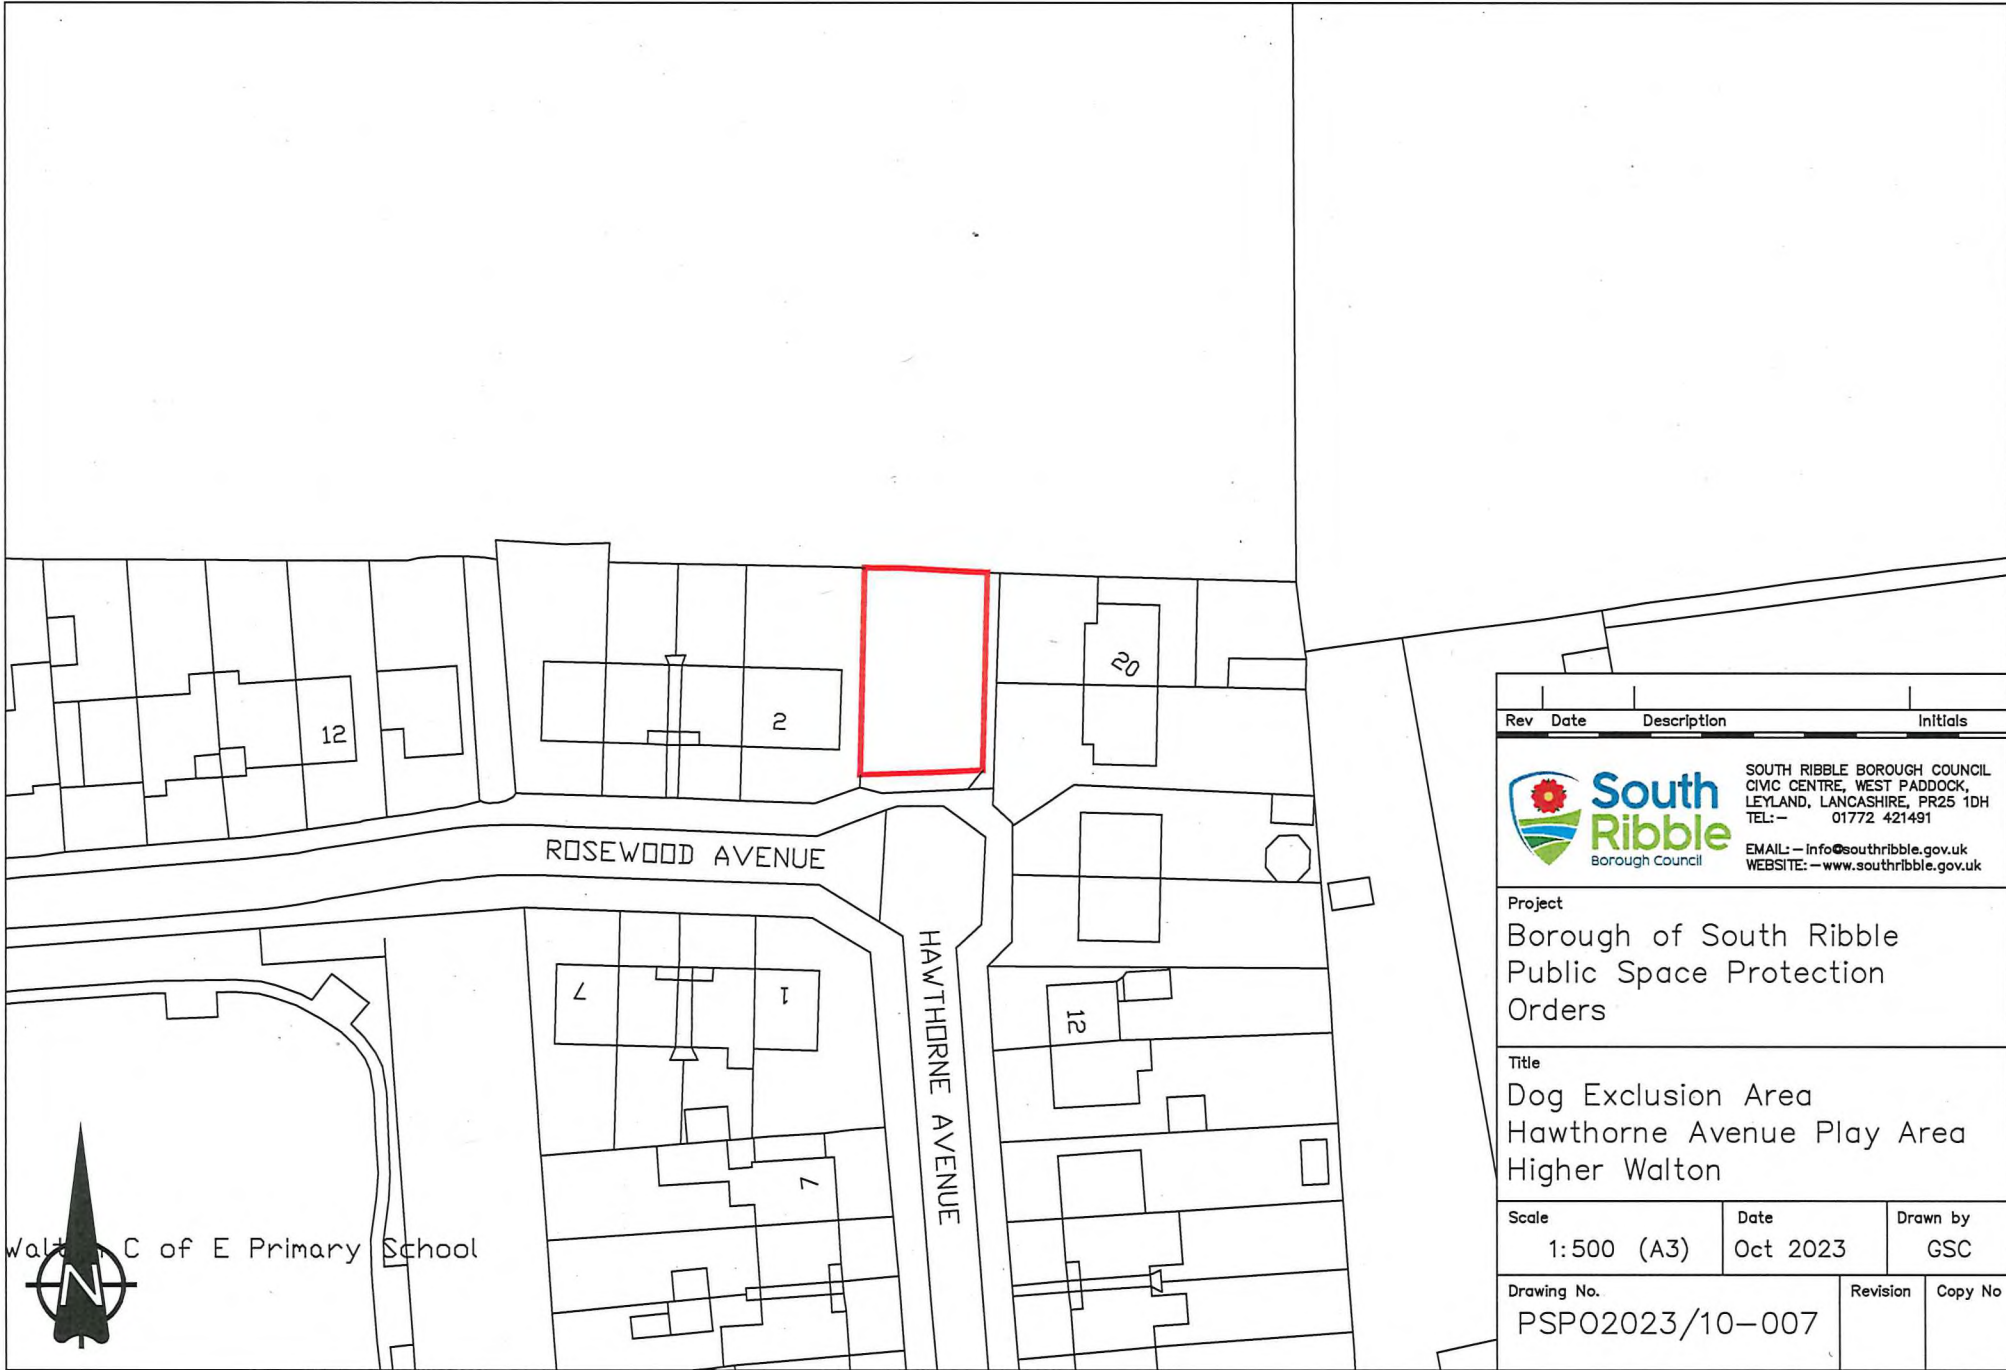 12
2
20
ROSEWOOD AVENUE
HAWTHORNE AVENUE
7
1
12
7
C of E Primary School
N
Rev Date Description Initials
South
Ribble
Borough Council
SOUTH RIBBLE BOROUGH COUNCIL
CIVIC CENTRE, WEST PADDOCK,
LEYLAND, LANCASHIRE, PR25 1DH
TEL:- 01772 421491
EMAIL:-info@southribble.gov.uk
WEBSITE:-www.southribble.gov.uk
Project
Borough of South Ribble
Public Space Protection
Orders
Title
Dog Exclusion Area
Hawthorne Avenue Play Area
Higher Walton
Scale
1:500 (A3)
Date
Oct 2023
Drawn by
GSC
Drawing No.
PSPO2023/10-007
Revision
Copy No